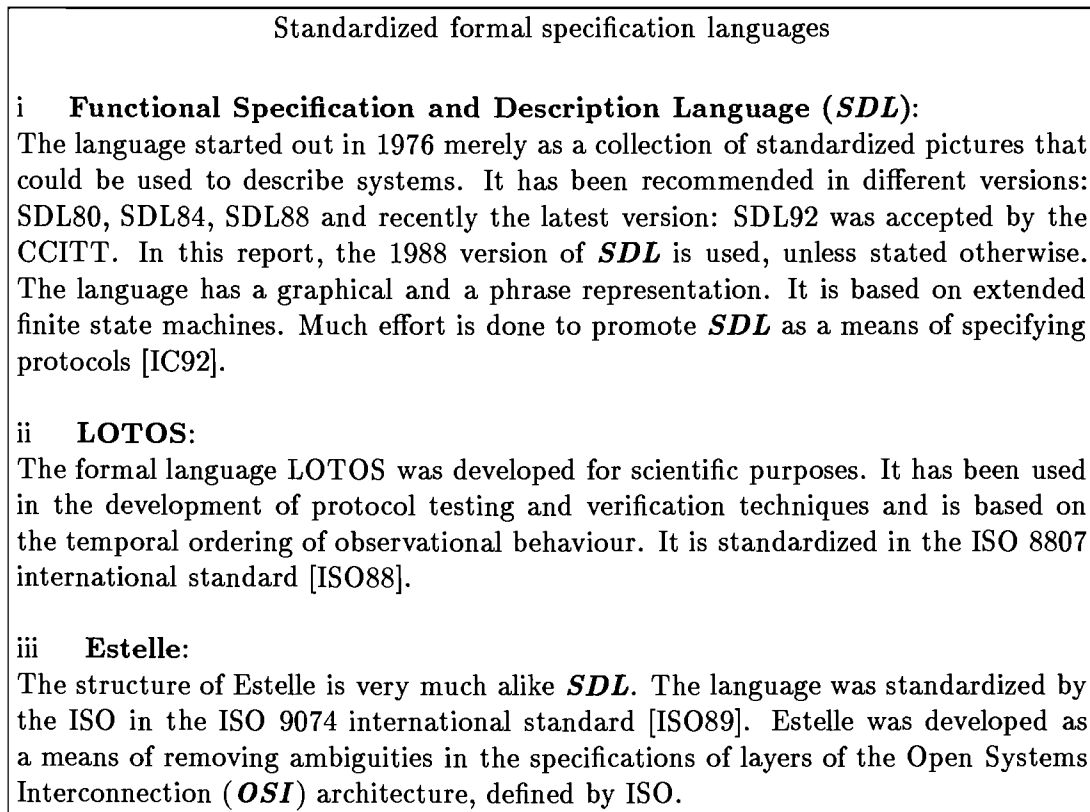 Standardized formal specification languages
i Functional Specification and Description Language (SDL):
The language started out in 1976 merely as a collection of standardized pictures that
could be used to describe systems. It has been recommended in different versions:
SDL80, SDL84, SDL88 and recently the latest version: SDL92 was accepted by the
CCITT. In this report, the 1988 version of SDL is used, unless stated otherwise.
The language has a graphical and a phrase representation. It is based on extended
finite state machines. Much effort is done to promote SDL as a means of specifying
protocols [IC92].
ii LOTOS:
The formal language LOTOS was developed for scientific purposes. It has been used
in the development of protocol testing and verification techniques and is based on
the temporal ordering of observational behaviour. It is standardized in the ISO 8807
international standard [ISO88].
iii Estelle:
The structure of Estelle is very much alike SDL. The language was standardized by
the ISO in the ISO 9074 international standard [ISO89]. Estelle was developed as
a means of removing ambiguities in the specifications of layers of the Open Systems
Interconnection (OSI) architecture, defined by ISO.